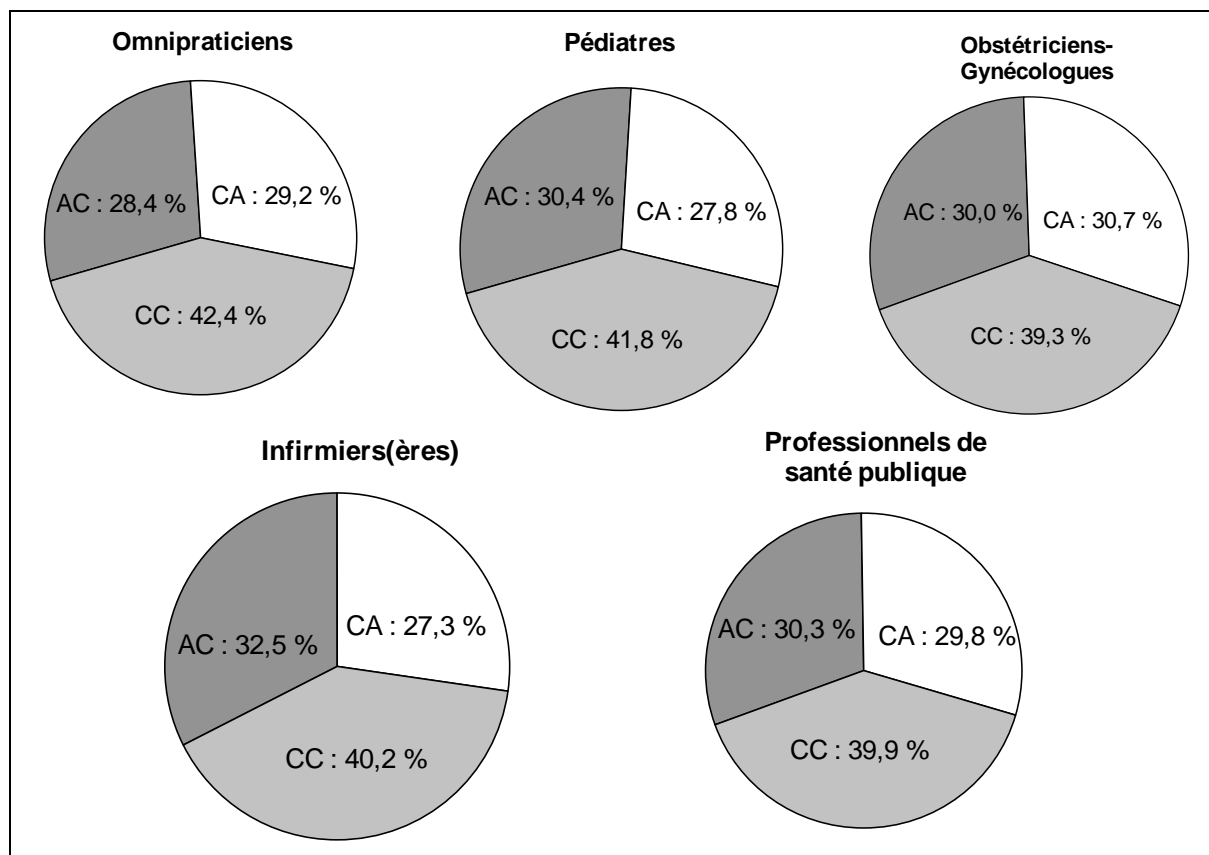 Omnipraticiens
AC : 28,4 %
CA : 29,2 %
CC : 42,4 %
Pédiatres
AC : 30,4 %
CA : 27,8 %
CC : 41,8 %
Obstétriciens-
Gynécologues
AC : 30,0 %
CA : 30,7 %
CC : 39,3 %
Infirmiers(ères)
AC : 32,5 %
CA : 27,3 %
CC : 40,2 %
Professionnels de
santé publique
AC : 30,3 %
CA : 29,8 %
CC : 39,9 %